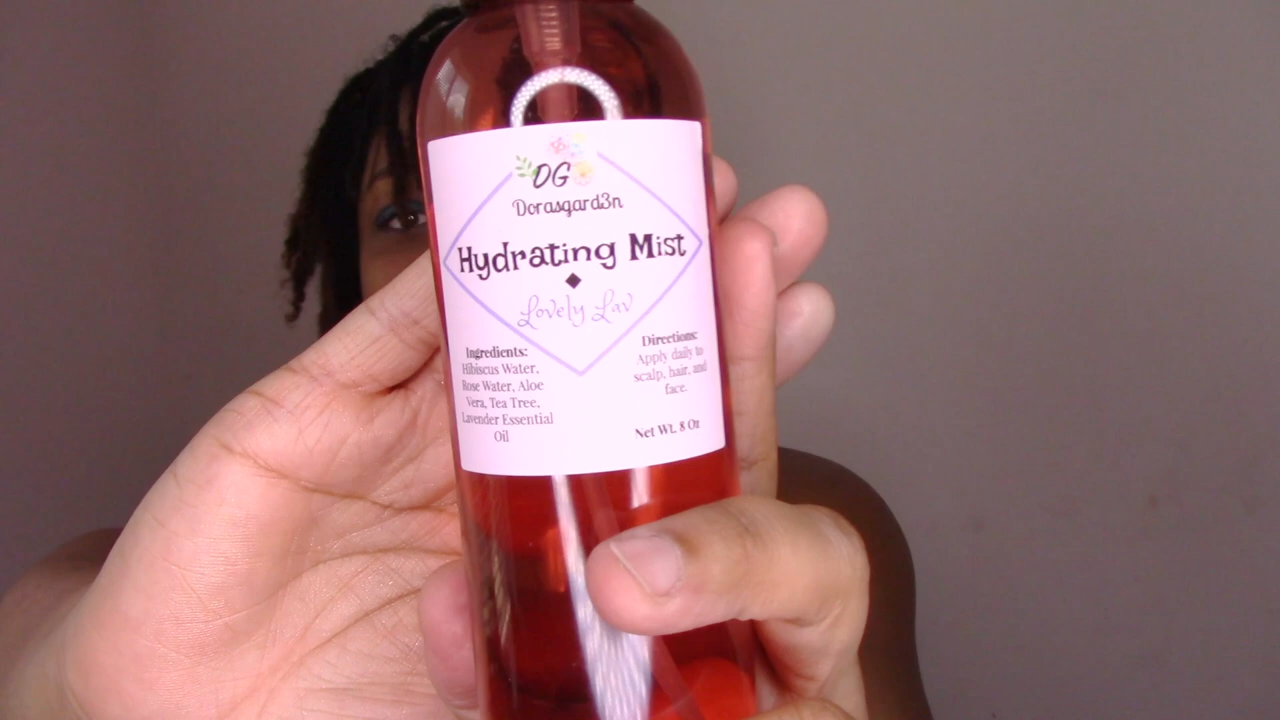 DG
Dorasgard3n
Hydrating Mist
Lovely Lav
Ingredients:
Hibiscus Water,
Rose Water, Aloe
Vera, Tea Tree,
Lavender Essential
Oil
Directions:
Apply daily to
scalp, hair, and
face.
Net Wt. 8 Oz